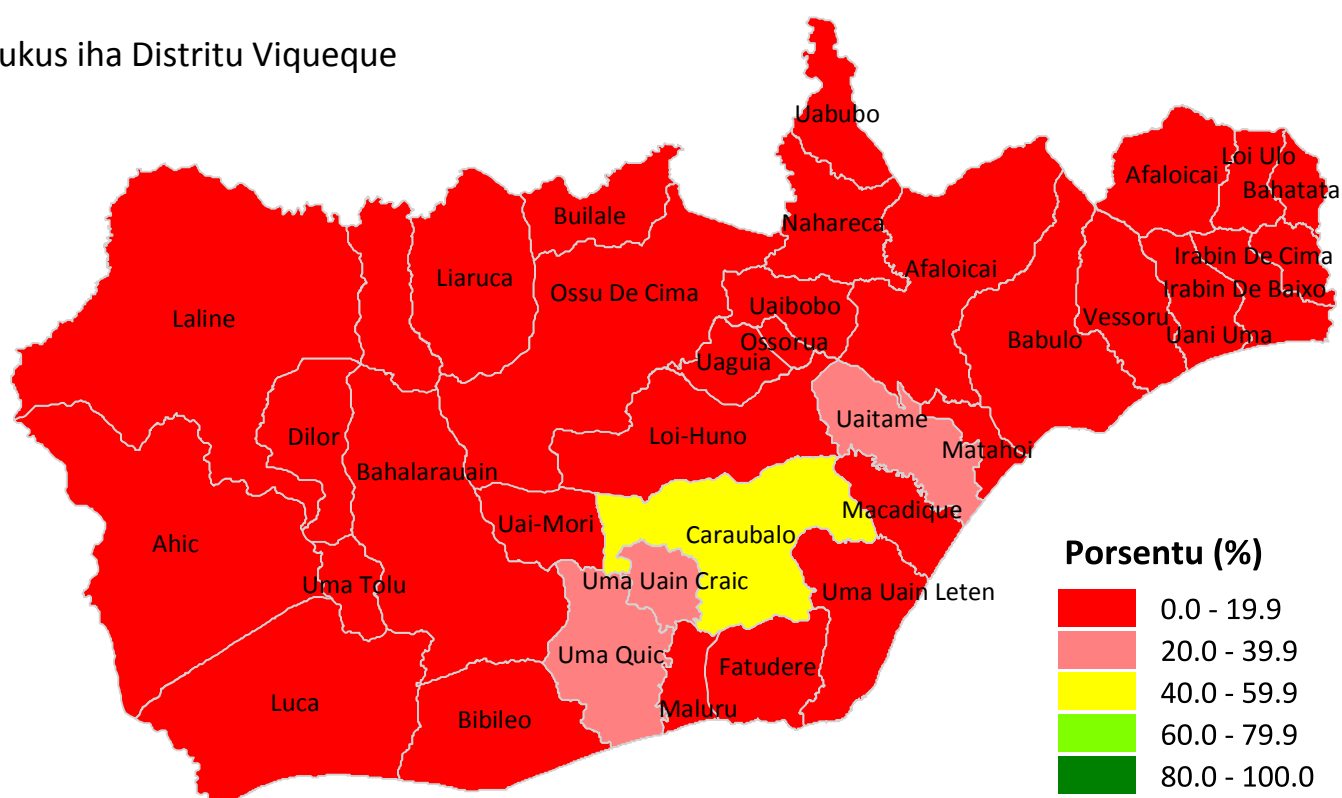 ukus iha Distritu Viqueque
Uabubo
Loi Ulo
Afaloicai
Bahatata
Builale
Nahareca
Irabin De Cima
Afaloicai
Liaruca
Ossu De Cima
Irabin De Baixo
Uaibobo
Laline
Vessoru
Uani Uma
Ossorua
Babulo
Uaguia
Uaitame
Dilor
Loi-Huno
Matahoi
Bahalarauain
Macadique
Uai-Mori
Caraubalo
Ahic
Uma Tolu
Uma Uain Craic
Uma Uain Leten
Uma Quic
Fatudere
Luca
Maluru
Bibileo
Porsentu (%)
0.0 - 19.9
20.0 - 39.9
40.0 - 59.9
60.0 - 79.9
80.0 - 100.0